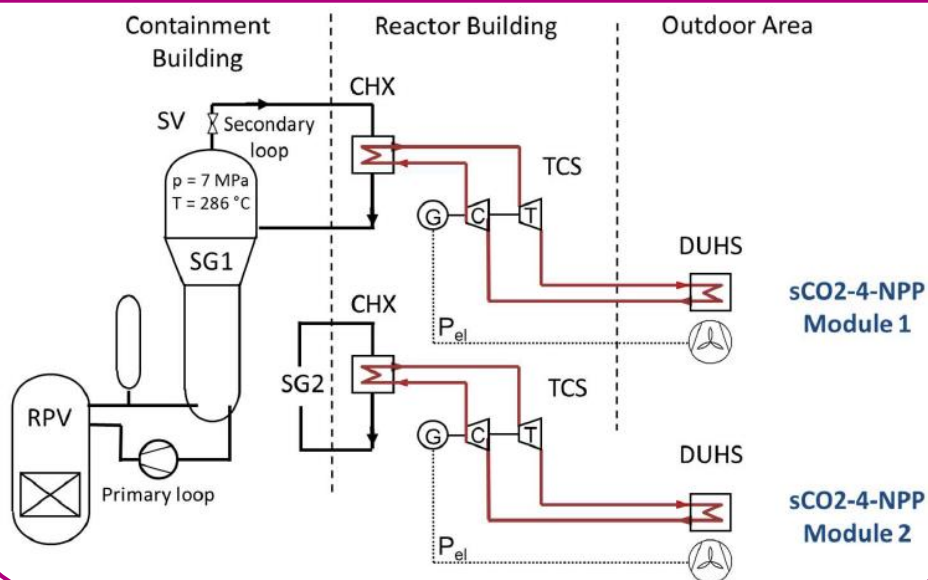 Containment
Building
Reactor Building
Outdoor Area
CHX
SV
Secondary
loop
p = 7 MPa
T = 286 °C
TCS
G
C
T
SG1
DUHS
sCO2-4-NPP
Module 1
Pel
CHX
SG2
TCS
RPV
G
C
T
Primary loop
DUHS
sCO2-4-NPP
Module 2
Pel